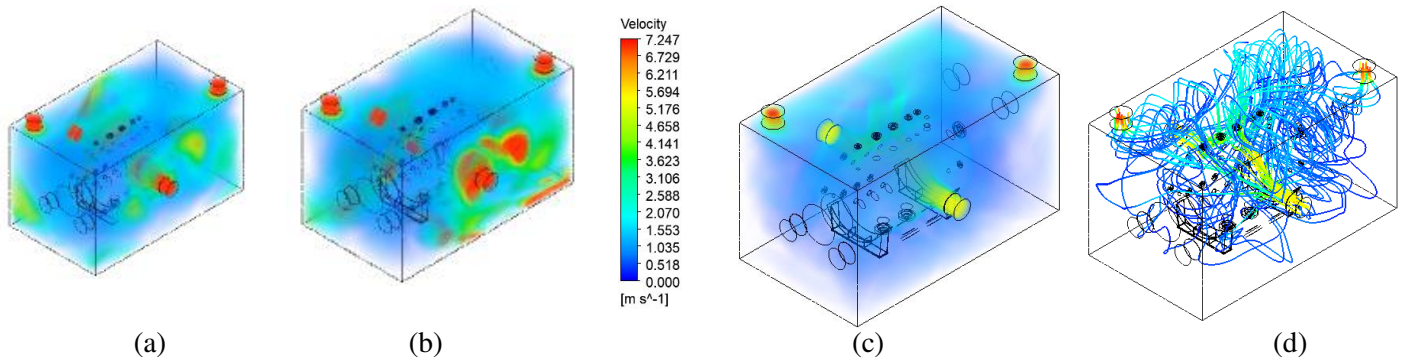 Velocity
7.247
6.729
6.211
5.694
5.176
4.658
4.141
3.623
3.106
2.588
2.070
1.553
1.035
0.518
0.000
[m s^-1]
(a)
(b)
(c)
(d)